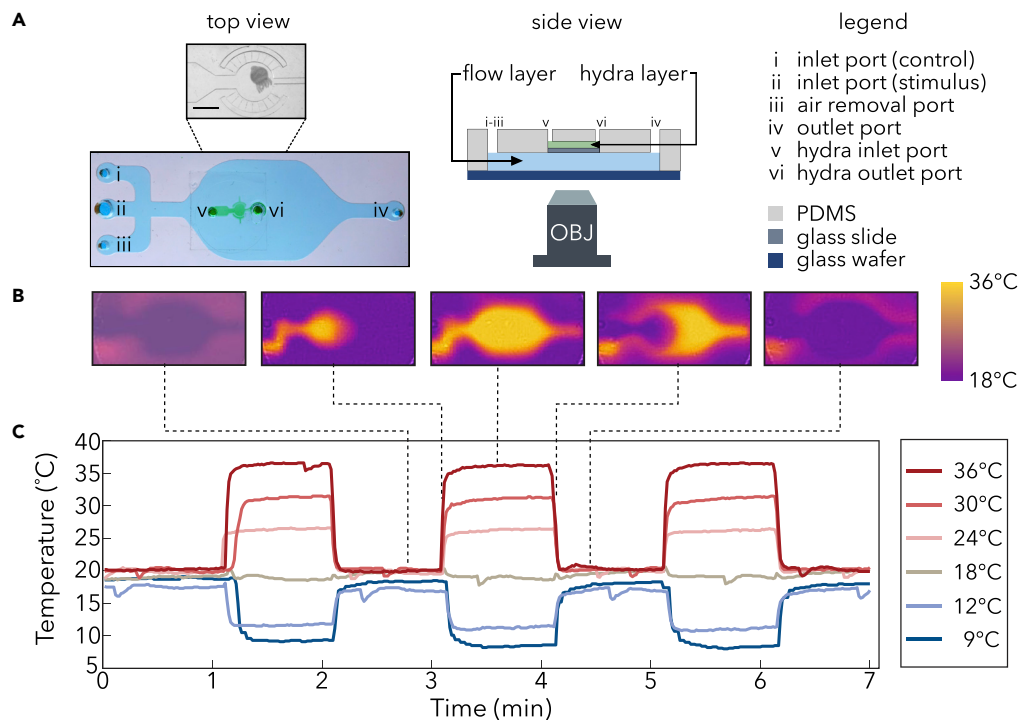 A
top view
side view
legend
flow layer
hydra layer
i-iii
v
vi
iv
OBJ
i
ii
iii
v
vi
iv
i inlet port (control)
ii inlet port (stimulus)
iii air removal port
iv outlet port
v hydra inlet port
vi hydra outlet port
PDMS
glass slide
glass wafer
B
36°C
18°C
C
Temperature (°C)
40
35
30
25
20
15
10
5
0 1 2 3 4 5 6 7
Time (min)
36°C
30°C
24°C
18°C
12°C
9°C